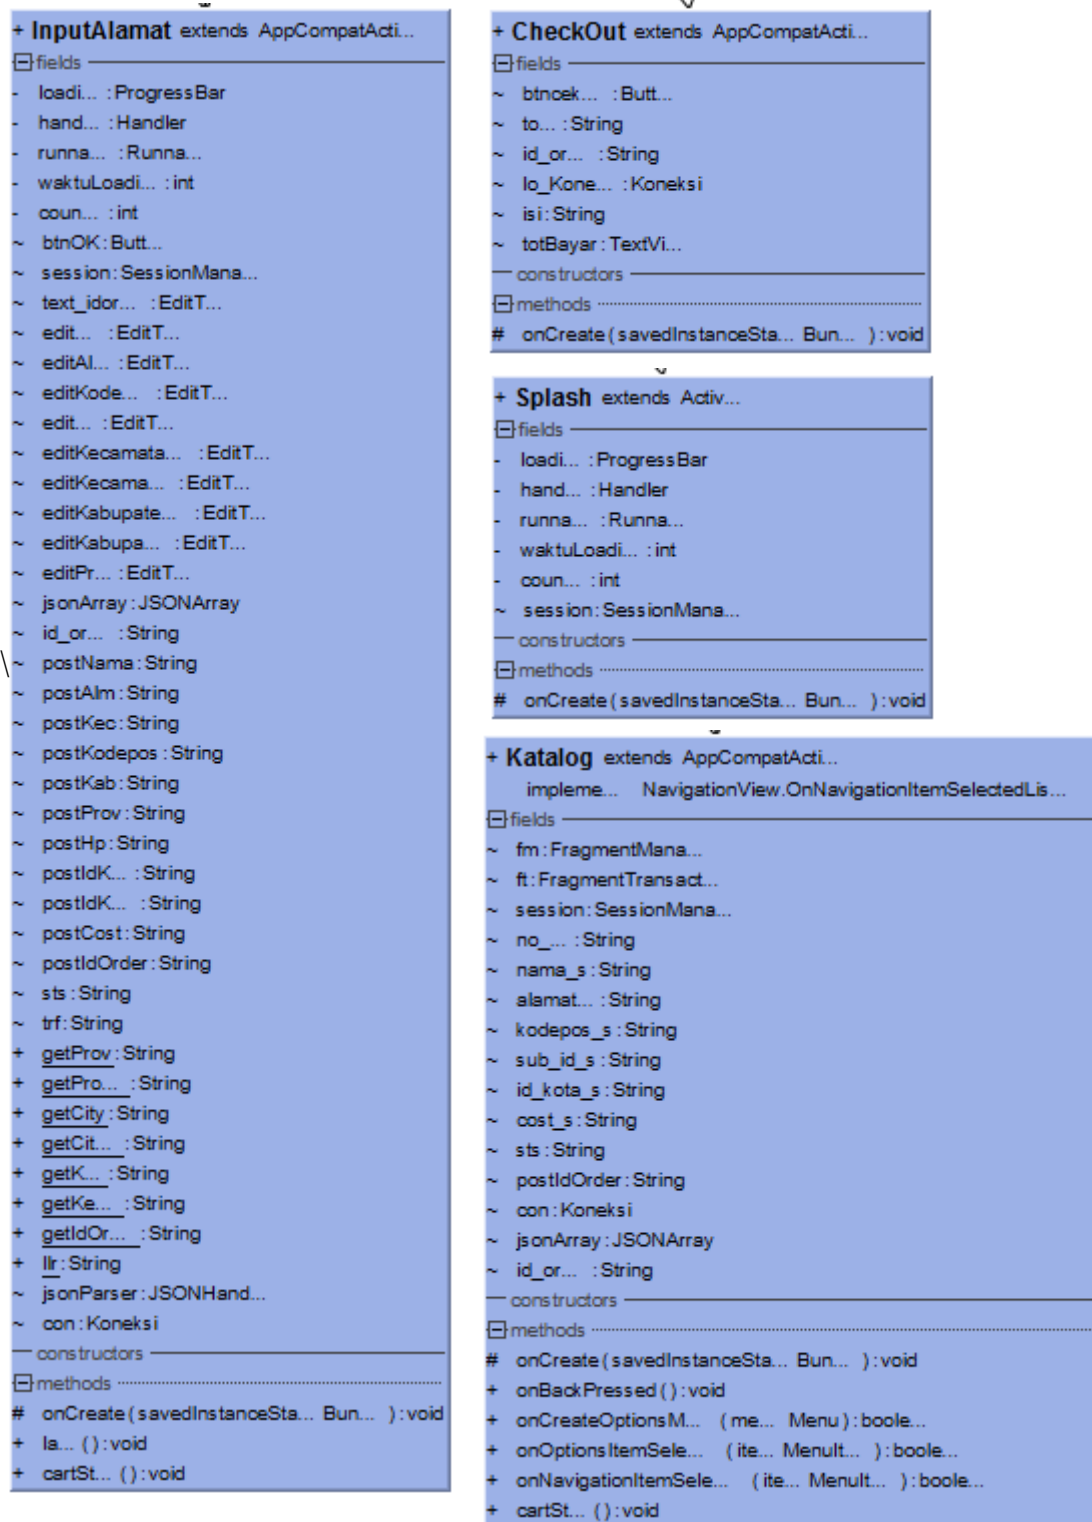 + InputAlamat extends AppCompatActi...
fields
- loadi... :ProgressBar
- hand... :Handler
- runna... :Runna...
- waktuLoadi... :int
- coun... :int
~ btnOK:Butt...
~ session:SessionMana...
~ text_idor... :EditT...
~ edit... :EditT...
~ editAl... :EditT...
~ editKode... :EditT...
~ edit... :EditT...
~ editKecamata... :EditT...
~ editKecama... :EditT...
~ editKabupate... :EditT...
~ editKabupa... :EditT...
~ editPr... :EditT...
~ jsonArray:JSONArray
~ id_or... :String
~ postNama:String
~ postAlm:String
~ postKec:String
~ postKodepos:String
~ postKab:String
~ postProv:String
~ postHp:String
~ postIdK... :String
~ postIdK... :String
~ postCost:String
~ postIdOrder:String
~ sts:String
~ trf:String
+ getProv:String
+ getPro... :String
+ getCity:String
+ getCit... :String
+ getK... :String
+ getKe... :String
+ getIdOr... :String
+ llr:String
~ jsonParser:JSONHand...
~ con:Koneksi
constructors
methods
# onCreate(savedInstanceSta... Bun... ):void
+ la... ():void
+ cartSt... ():void
+ CheckOut extends AppCompatActi...
fields
~ btncek... :Butt...
~ to... :String
~ id_or... :String
~ lo_Kone... :Koneksi
~ isi:String
~ totBayar:TextVi...
constructors
methods
# onCreate(savedInstanceSta... Bun... ):void
+ Splash extends Activ...
fields
- loadi... :ProgressBar
- hand... :Handler
- runna... :Runna...
- waktuLoadi... :int
- coun... :int
~ session:SessionMana...
constructors
methods
# onCreate(savedInstanceSta... Bun... ):void
+ Katalog extends AppCompatActi...
impleme... NavigationView.OnNavigationItemSelectedLis...
fields
~ fm:FragmentMana...
~ ft:FragmentTransact...
~ session:SessionMana...
~ no_... :String
~ nama_s:String
~ alamat... :String
~ kodepos_s:String
~ sub_id_s:String
~ id_kota_s:String
~ cost_s:String
~ sts:String
~ postIdOrder:String
~ con:Koneksi
~ jsonArray:JSONArray
~ id_or... :String
constructors
methods
# onCreate(savedInstanceSta... Bun... ):void
+ onBackPressed():void
+ onCreateOptionsM... (me... Menu):boole...
+ onOptionsItemSele... (ite... MenuIt... ):boole...
+ onNavigationItemSele... (ite... MenuIt... ):boole...
+ cartSt... ():void